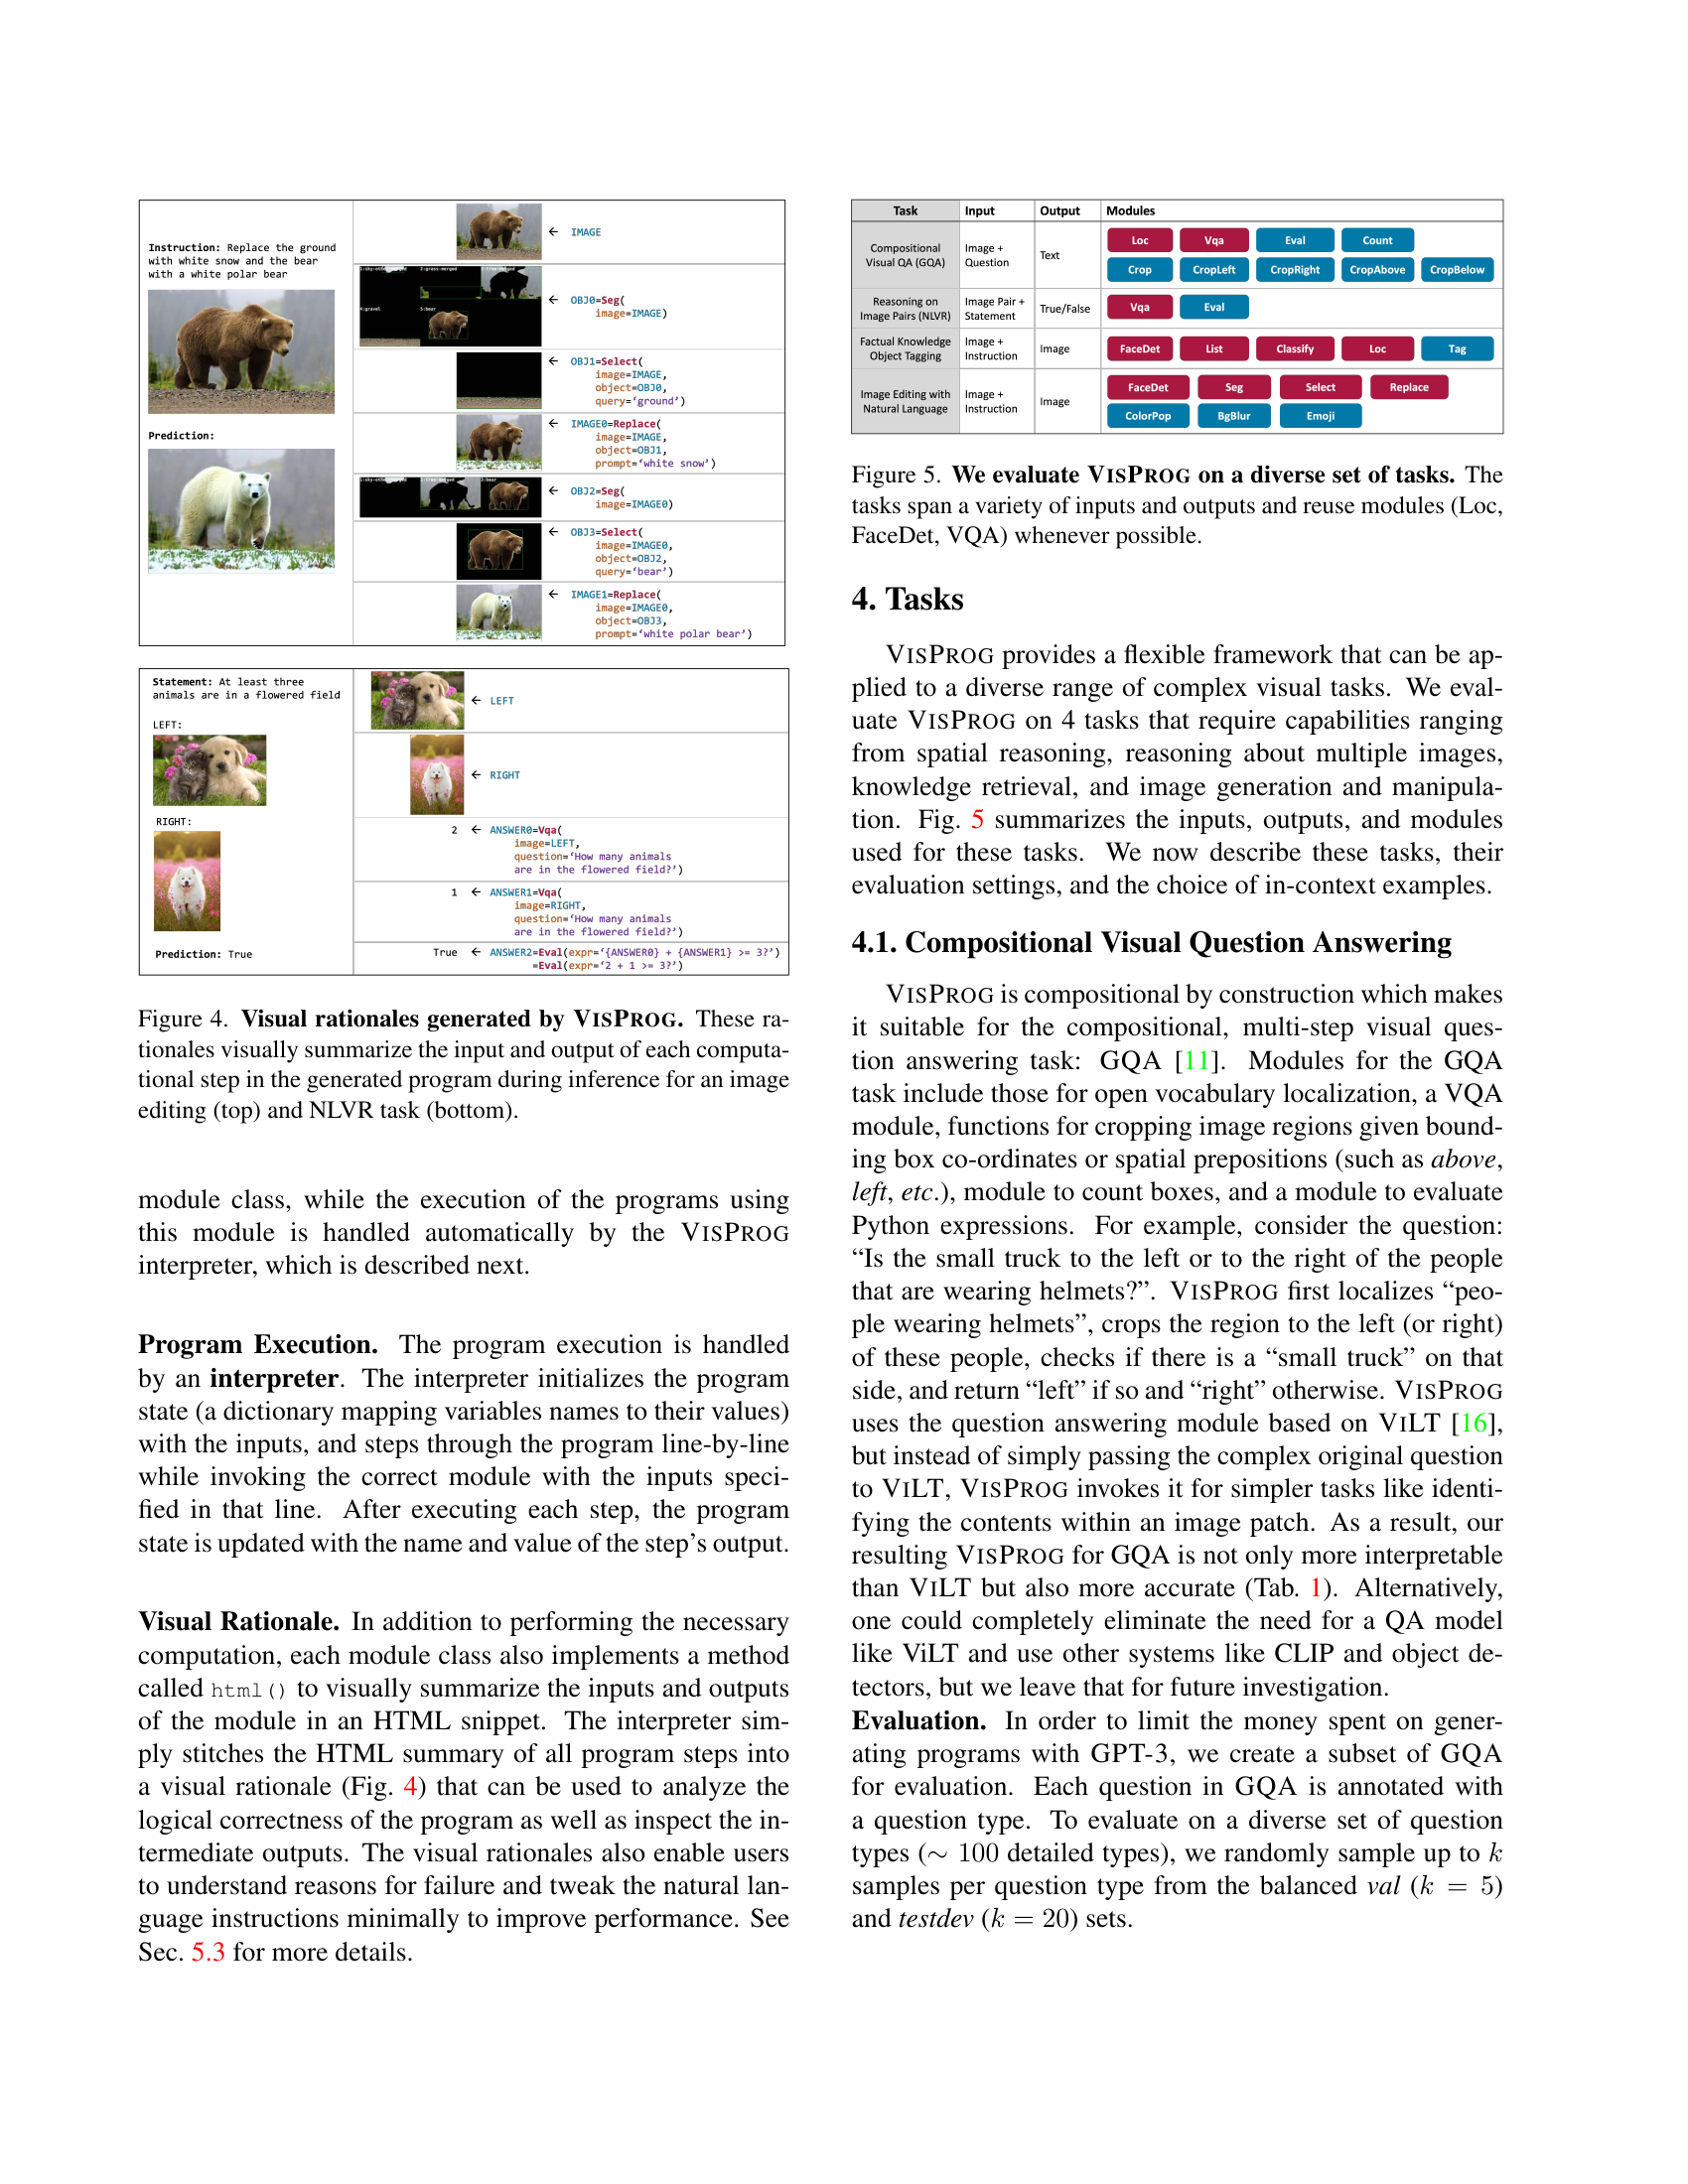 Instruction: Replace the ground
with white snow and the bear
with a white polar bear
Prediction:
← IMAGE
← OBJ0=Seg(
image=IMAGE)
← OBJ1=Select(
image=IMAGE,
object=OBJ0,
query=‘ground’)
← IMAGE0=Replace(
image=IMAGE,
object=OBJ1,
prompt=‘white snow’)
← OBJ2=Seg(
image=IMAGE0)
← OBJ3=Select(
image=IMAGE0,
object=OBJ2,
query=‘bear’)
← IMAGE1=Replace(
image=IMAGE0,
object=OBJ3,
prompt=‘white polar bear’)
Statement: At least three
animals are in a flowered field
LEFT:
RIGHT:
Prediction: True
← LEFT
← RIGHT
2 ← ANSWER0=Vqa(
image=LEFT,
question=‘How many animals
are in the flowered field?’)
1 ← ANSWER1=Vqa(
image=RIGHT,
question=‘How many animals
are in the flowered field?’)
True ← ANSWER2=Eval(expr=‘{ANSWER0} + {ANSWER1} >= 3?’)
=Eval(expr=‘2 + 1 >= 3?’)
Figure 4. Visual rationales generated by VISPROG. These ra-
tionales visually summarize the input and output of each computa-
tional step in the generated program during inference for an image
editing (top) and NLVR task (bottom).
module class, while the execution of the programs using
this module is handled automatically by the VISPROG
interpreter, which is described next.
Program Execution. The program execution is handled
by an interpreter. The interpreter initializes the program
state (a dictionary mapping variables names to their values)
with the inputs, and steps through the program line-by-line
while invoking the correct module with the inputs speci-
fied in that line. After executing each step, the program
state is updated with the name and value of the step’s output.
Visual Rationale. In addition to performing the necessary
computation, each module class also implements a method
called html() to visually summarize the inputs and outputs
of the module in an HTML snippet. The interpreter sim-
ply stitches the HTML summary of all program steps into
a visual rationale (Fig. 4) that can be used to analyze the
logical correctness of the program as well as inspect the in-
termediate outputs. The visual rationales also enable users
to understand reasons for failure and tweak the natural lan-
guage instructions minimally to improve performance. See
Sec. 5.3 for more details.
Task Input Output Modules
Compositional
Visual QA (GQA)
Image +
Question
Text
Loc Vqa Eval Count
Crop CropLeft CropRight CropAbove CropBelow
Reasoning on
Image Pairs (NLVR)
Image Pair +
Statement
True/False
Vqa Eval
Factual Knowledge
Object Tagging
Image +
Instruction
Image
FaceDet List Classify Loc Tag
Image Editing with
Natural Language
Image +
Instruction
Image
FaceDet Seg Select Replace
ColorPop BgBlur Emoji
Figure 5. We evaluate VISPROG on a diverse set of tasks. The
tasks span a variety of inputs and outputs and reuse modules (Loc,
FaceDet, VQA) whenever possible.
4. Tasks
VISPROG provides a flexible framework that can be ap-
plied to a diverse range of complex visual tasks. We eval-
uate VISPROG on 4 tasks that require capabilities ranging
from spatial reasoning, reasoning about multiple images,
knowledge retrieval, and image generation and manipula-
tion. Fig. 5 summarizes the inputs, outputs, and modules
used for these tasks. We now describe these tasks, their
evaluation settings, and the choice of in-context examples.
4.1. Compositional Visual Question Answering
VISPROG is compositional by construction which makes
it suitable for the compositional, multi-step visual ques-
tion answering task: GQA [11]. Modules for the GQA
task include those for open vocabulary localization, a VQA
module, functions for cropping image regions given bound-
ing box co-ordinates or spatial prepositions (such as above,
left, etc.), module to count boxes, and a module to evaluate
Python expressions. For example, consider the question:
“Is the small truck to the left or to the right of the people
that are wearing helmets?”. VISPROG first localizes “peo-
ple wearing helmets”, crops the region to the left (or right)
of these people, checks if there is a “small truck” on that
side, and return “left” if so and “right” otherwise. VISPROG
uses the question answering module based on VILT [16],
but instead of simply passing the complex original question
to VILT, VISPROG invokes it for simpler tasks like identi-
fying the contents within an image patch. As a result, our
resulting VISPROG for GQA is not only more interpretable
than VILT but also more accurate (Tab. 1). Alternatively,
one could completely eliminate the need for a QA model
like ViLT and use other systems like CLIP and object de-
tectors, but we leave that for future investigation.
Evaluation. In order to limit the money spent on gener-
ating programs with GPT-3, we create a subset of GQA
for evaluation. Each question in GQA is annotated with
a question type. To evaluate on a diverse set of question
types (∼ 100 detailed types), we randomly sample up to k
samples per question type from the balanced val (k = 5)
and testdev (k = 20) sets.